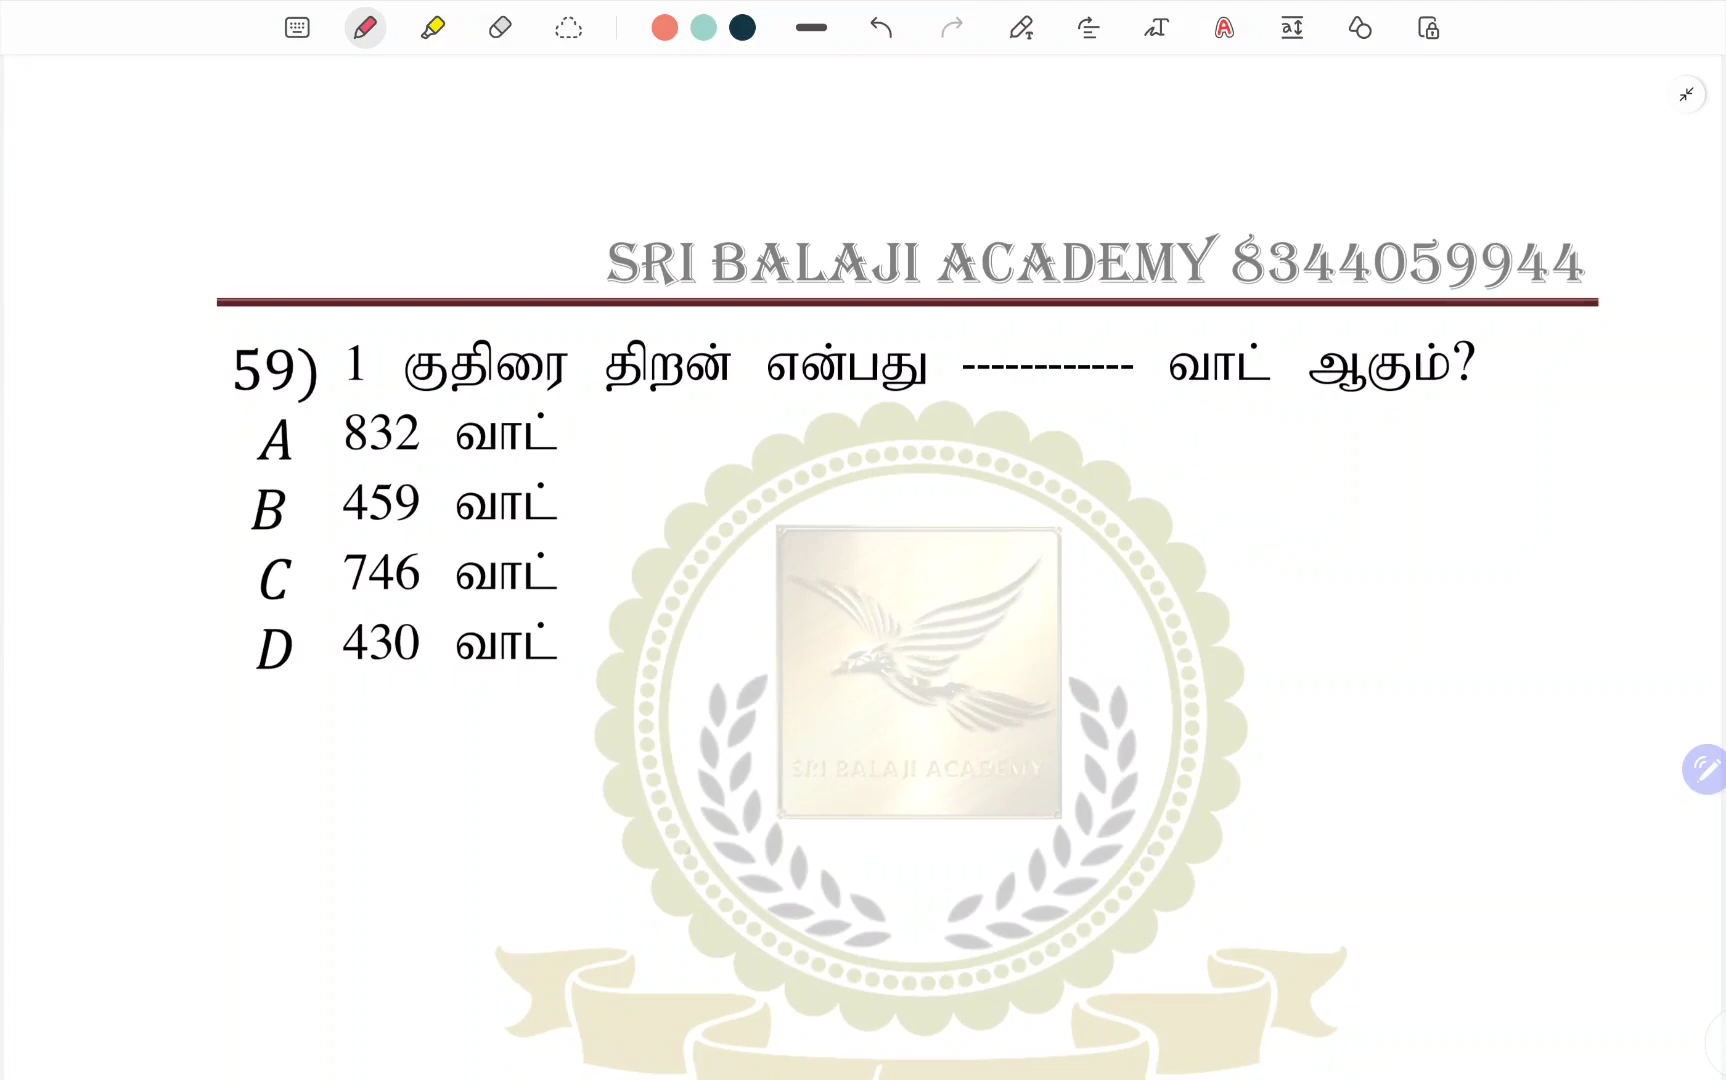 SRI BALAJI ACADEMY 8344059944
59) 1 குதிரை திறன் என்பது ------------ வாட் ஆகும்?
A 832 வாட்
B 459 வாட்
C 746 வாட்
D 430 வாட்
SRI BALAJI ACADEMY